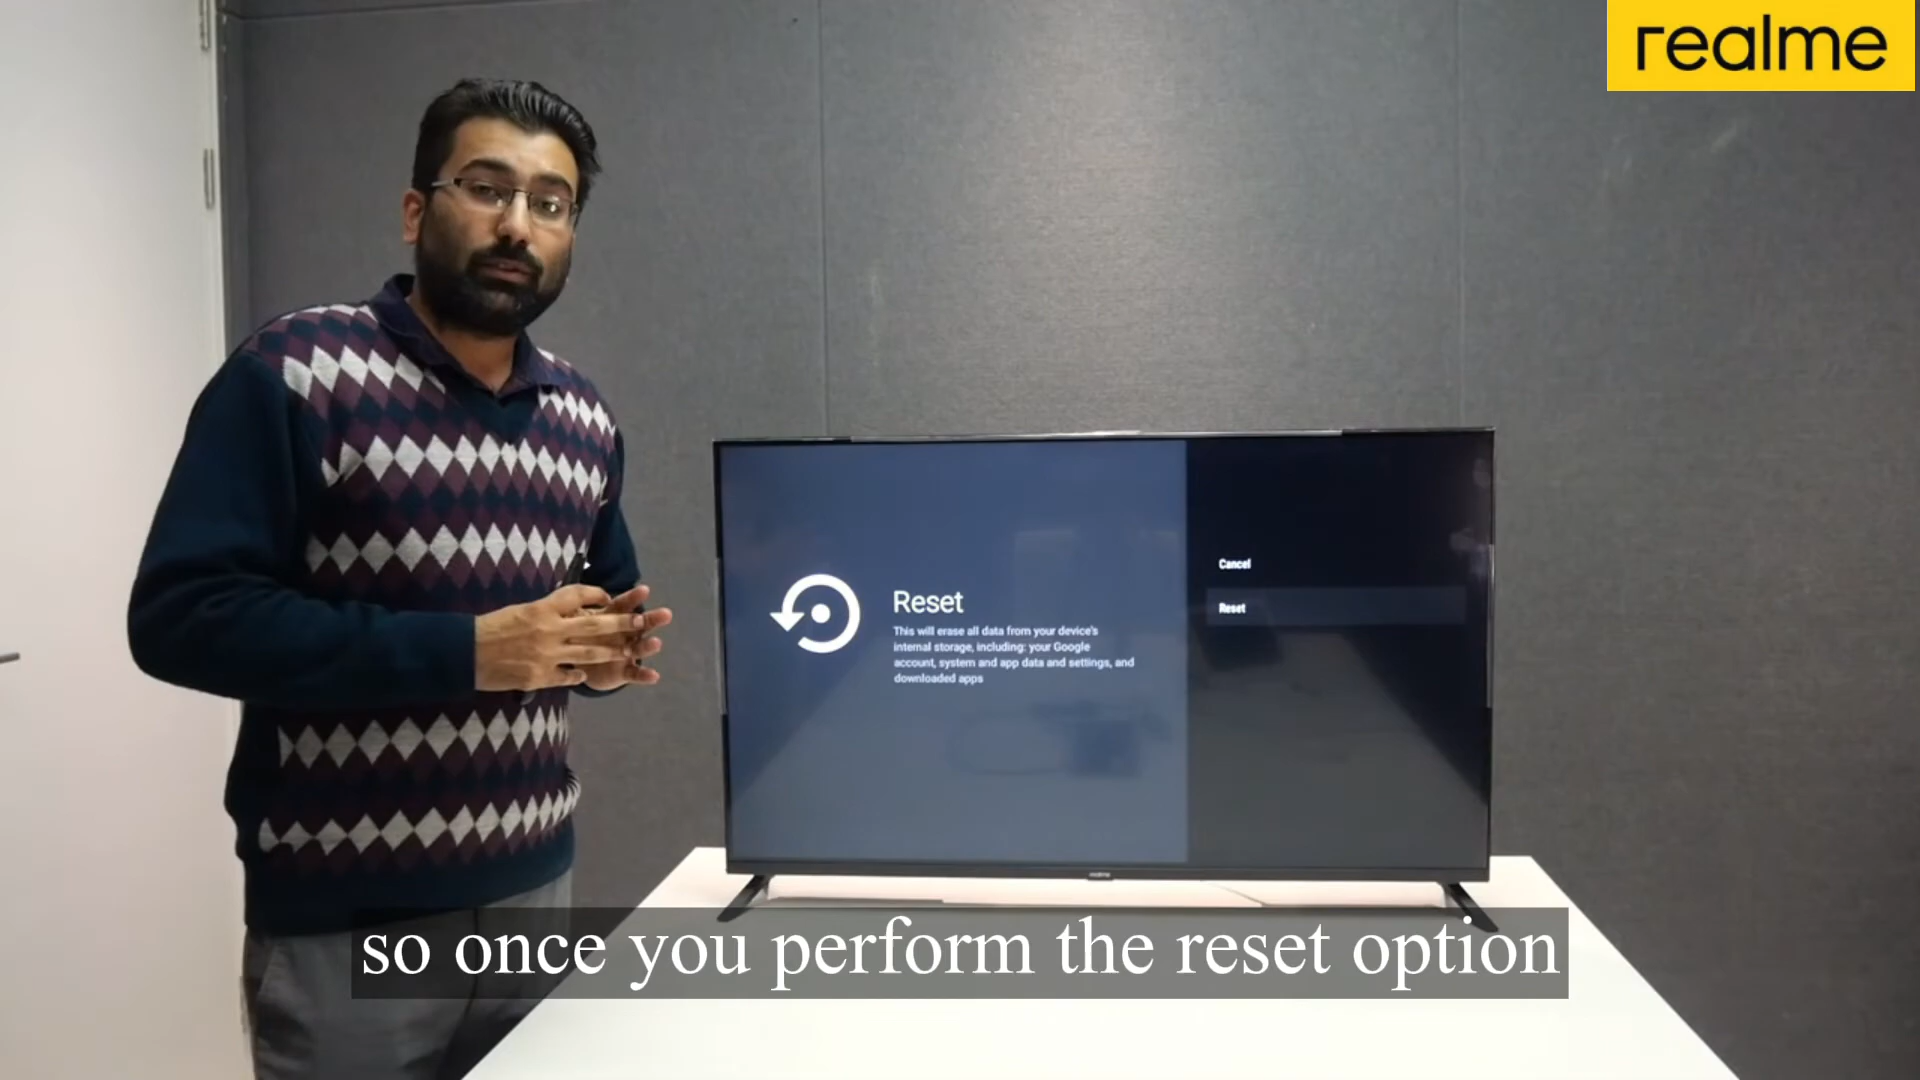 realme
Reset
This will erase all data from your device's
internal storage, including: your Google
account, system and app data and settings, and
downloaded apps
Cancel
Reset
realme
so once you perform the reset option